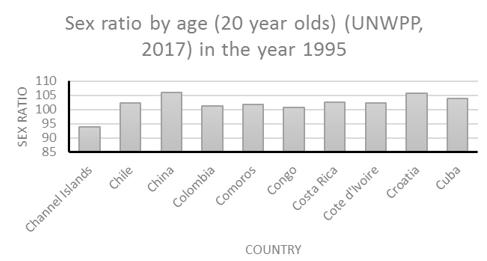 Sex ratio by age (20 year olds) (UNWPP,
2017) in the year 1995
SEX RATIO
110
105
100
95
90
85
Channel Islands
Chile
China
Colombia
Comoros
Congo
Costa Rica
Cote d'Ivoire
Croatia
Cuba
COUNTRY